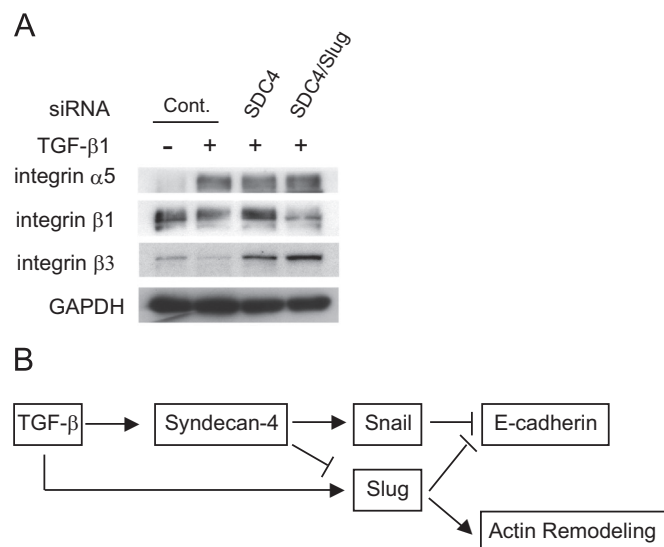 A
siRNA Cont. SDC4 SDC4/Slug
TGF-β1 - + + +
integrin α5
integrin β1
integrin β3
GAPDH
B
TGF-β Syndecan-4 Snail E-cadherin
Slug
Actin Remodeling